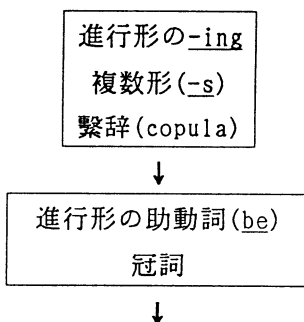 進行形の-ing
複数形(-s)
繫辞(copula)
↓
進行形の助動詞(be)
冠詞
↓